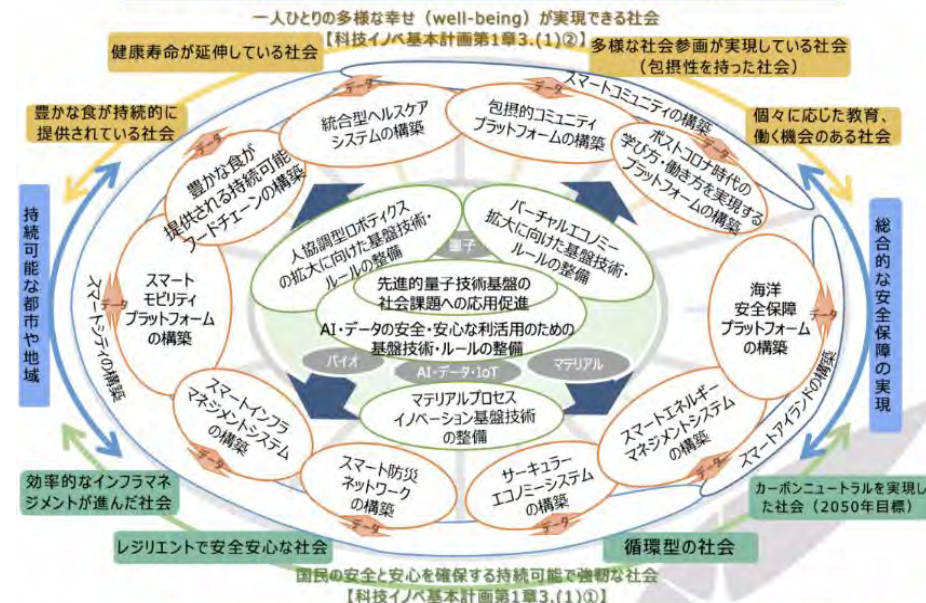 一人ひとりの多様な幸せ（well-being）が実現できる社会
【科技イノベ基本計画第1章3.(1)②】
健康寿命が延伸している社会
多様な社会参画が実現している社会
（包摂性を持った社会）
豊かな食が持続的に
提供されている社会
個々に応じた教育、
働く機会のある社会
スマートコミュニティの構築
データ
データ
データ
データ
統合型ヘルスケア
システムの構築
包摂的コミュニティ
プラットフォームの構築
豊かな食が
提供される持続可能な
フードチェーンの構築
ポストコロナ時代の
学び方・働き方を実現する
プラットフォームの構築
持続可能な都市や地域
総合的な安全保障の実現
人協調型ロボティクス
の拡大に向けた基盤技術・
ルールの整備
バーチャルエコノミー
拡大に向けた基盤技術・
ルールの整備
量子
先進的量子技術基盤の
社会課題への応用促進
AI・データの安全・安心な利活用のための
基盤技術・ルールの整備
バイオ
AI・データ・IoT
マテリアル
マテリアルプロセス
イノベーション基盤技術
の整備
スマートシティの構築
データ
スマート
モビリティ
プラットフォーム
の構築
海洋
安全保障
プラットフォーム
の構築
データ
スマートアイランドの構築
スマートインフラ
マネジメントシステム
の構築
データ
スマート防災
ネットワーク
の構築
データ
サーキュラー
エコノミーシステム
の構築
データ
スマートエネルギー
マネジメントシステム
の構築
データ
効率的なインフラマネ
ジメントが進んだ社会
カーボンニュートラルを実現し
た社会（2050年目標）
レジリエントで安全安心な社会
循環型の社会
国民の安全と安心を確保する持続可能で強靭な社会
【科技イノベ基本計画第1章3.(1)①】